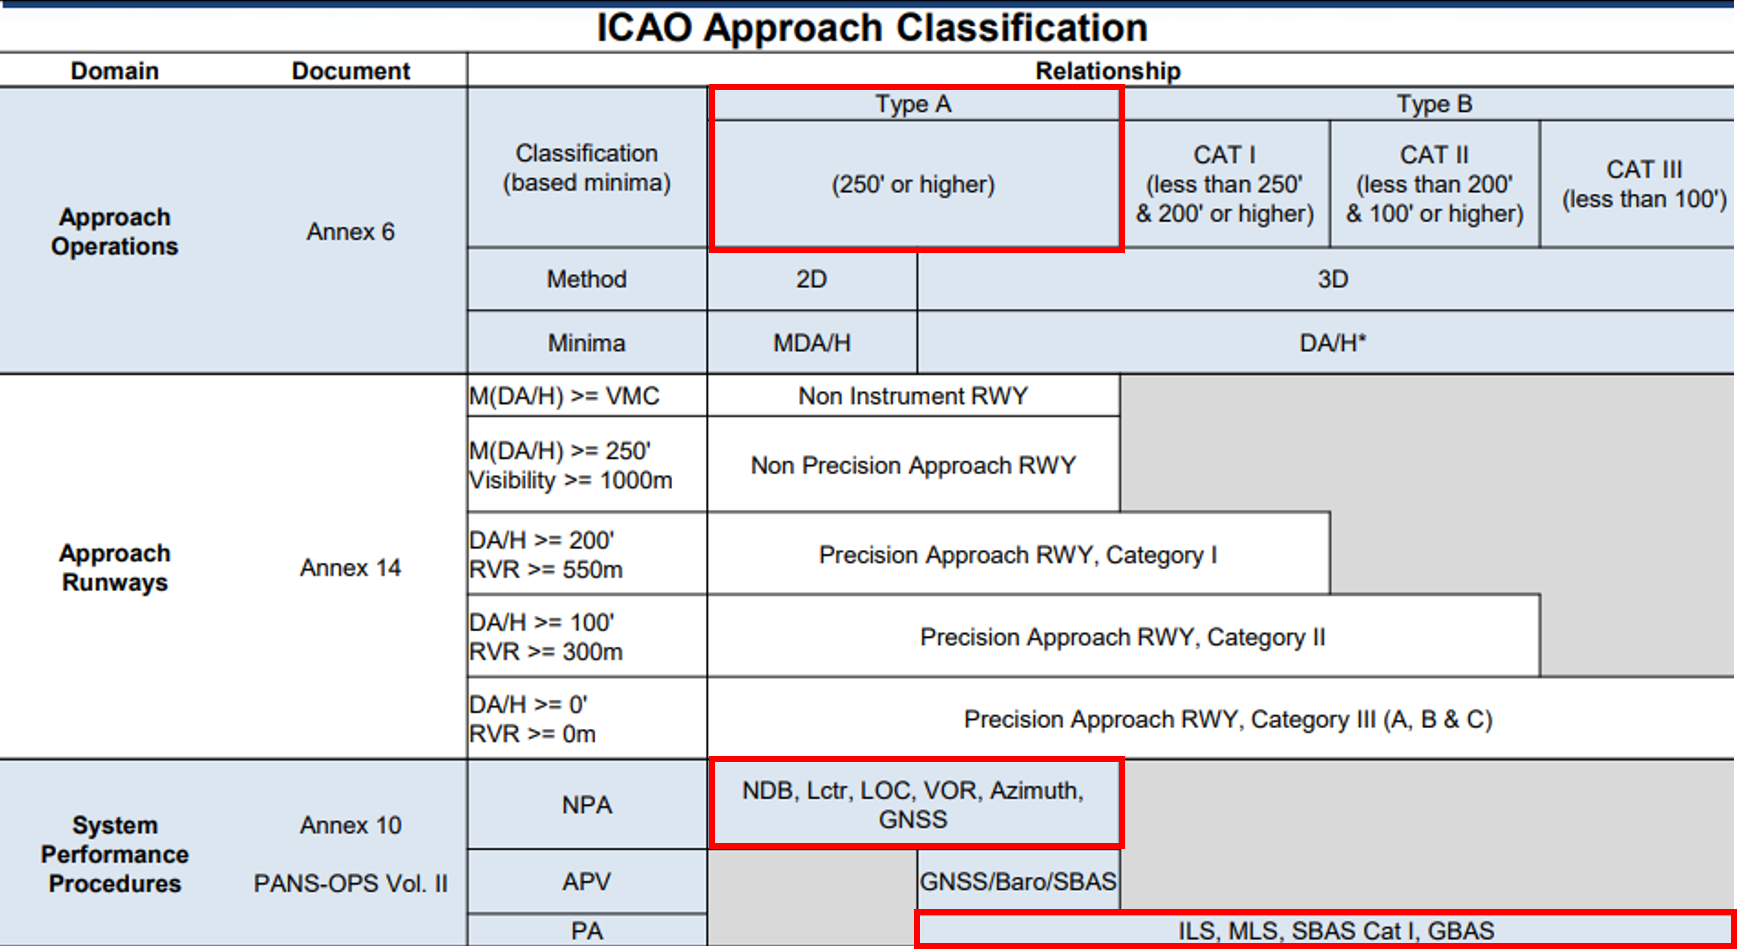 ICAO Approach Classification
Domain Document Relationship
Type A Type B
Classification
(based minima)
(250' or higher)
CAT I
(less than 250'
& 200' or higher)
CAT II
(less than 200'
& 100' or higher)
CAT III
(less than 100')
Approach
Operations
Annex 6
Method 2D 3D
Minima MDA/H DA/H*
M(DA/H) >= VMC Non Instrument RWY
M(DA/H) >= 250'
Visibility >= 1000m
Non Precision Approach RWY
Approach
Runways
Annex 14
DA/H >= 200'
RVR >= 550m
Precision Approach RWY, Category I
DA/H >= 100'
RVR >= 300m
Precision Approach RWY, Category II
DA/H >= 0'
RVR >= 0m
Precision Approach RWY, Category III (A, B & C)
System
Performance
Procedures
Annex 10
PANS-OPS Vol. II
NPA
NDB, Lctr, LOC, VOR, Azimuth,
GNSS
APV GNSS/Baro/SBAS
PA ILS, MLS, SBAS Cat I, GBAS